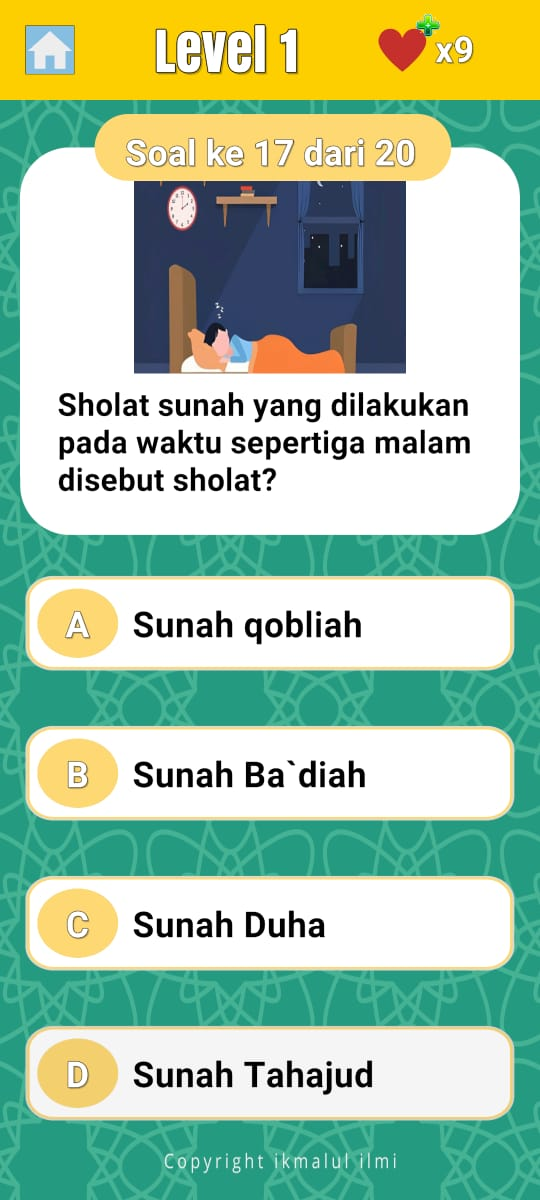 Level 1
x9
Soal ke 17 dari 20
Sholat sunah yang dilakukan
pada waktu sepertiga malam
disebut sholat?
A Sunah qobliah
B Sunah Ba`diah
C Sunah Duha
D Sunah Tahajud
Copyright ikmalul ilmi